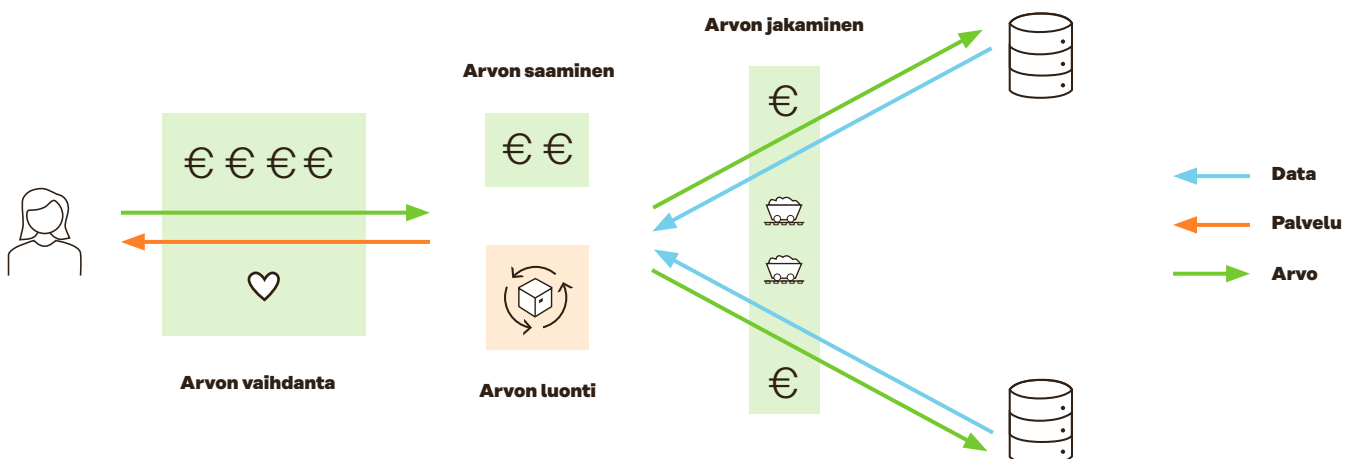 Arvon jakaminen
€
Arvon saaminen
€ €
€ € € €
Arvon vaihdanta
Arvon luonti
€
Data
Palvelu
Arvo